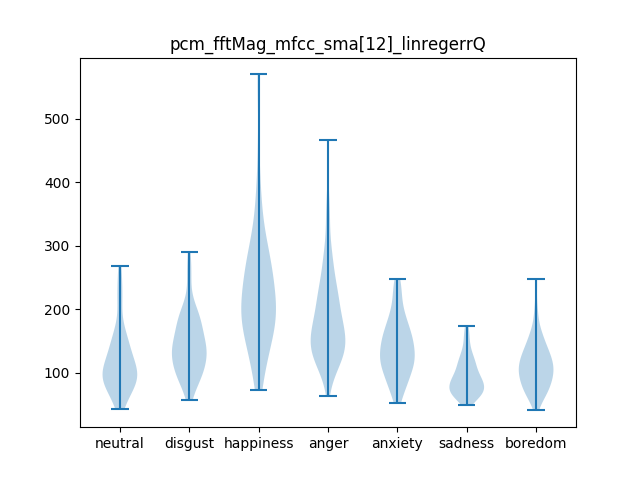 pcm_fftMag_mfcc_sma[12]_linregerrQ
500
400
300
200
100
neutral disgust happiness anger anxiety sadness boredom